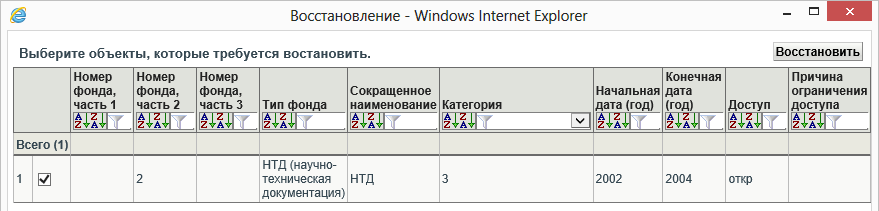 Восстановление - Windows Internet Explorer
Выберите объекты, которые требуется востановить.
Восстановить
Номер фонда, часть 1
Номер фонда, часть 2
Номер фонда, часть 3
Тип фонда
Сокращенное наименование
Категория
Начальная дата (год)
Конечная дата (год)
Доступ
Причина ограничения доступа
Всего (1)
1
2
НТД (научно-
техническая
документация)
НТД
3
2002
2004
откр